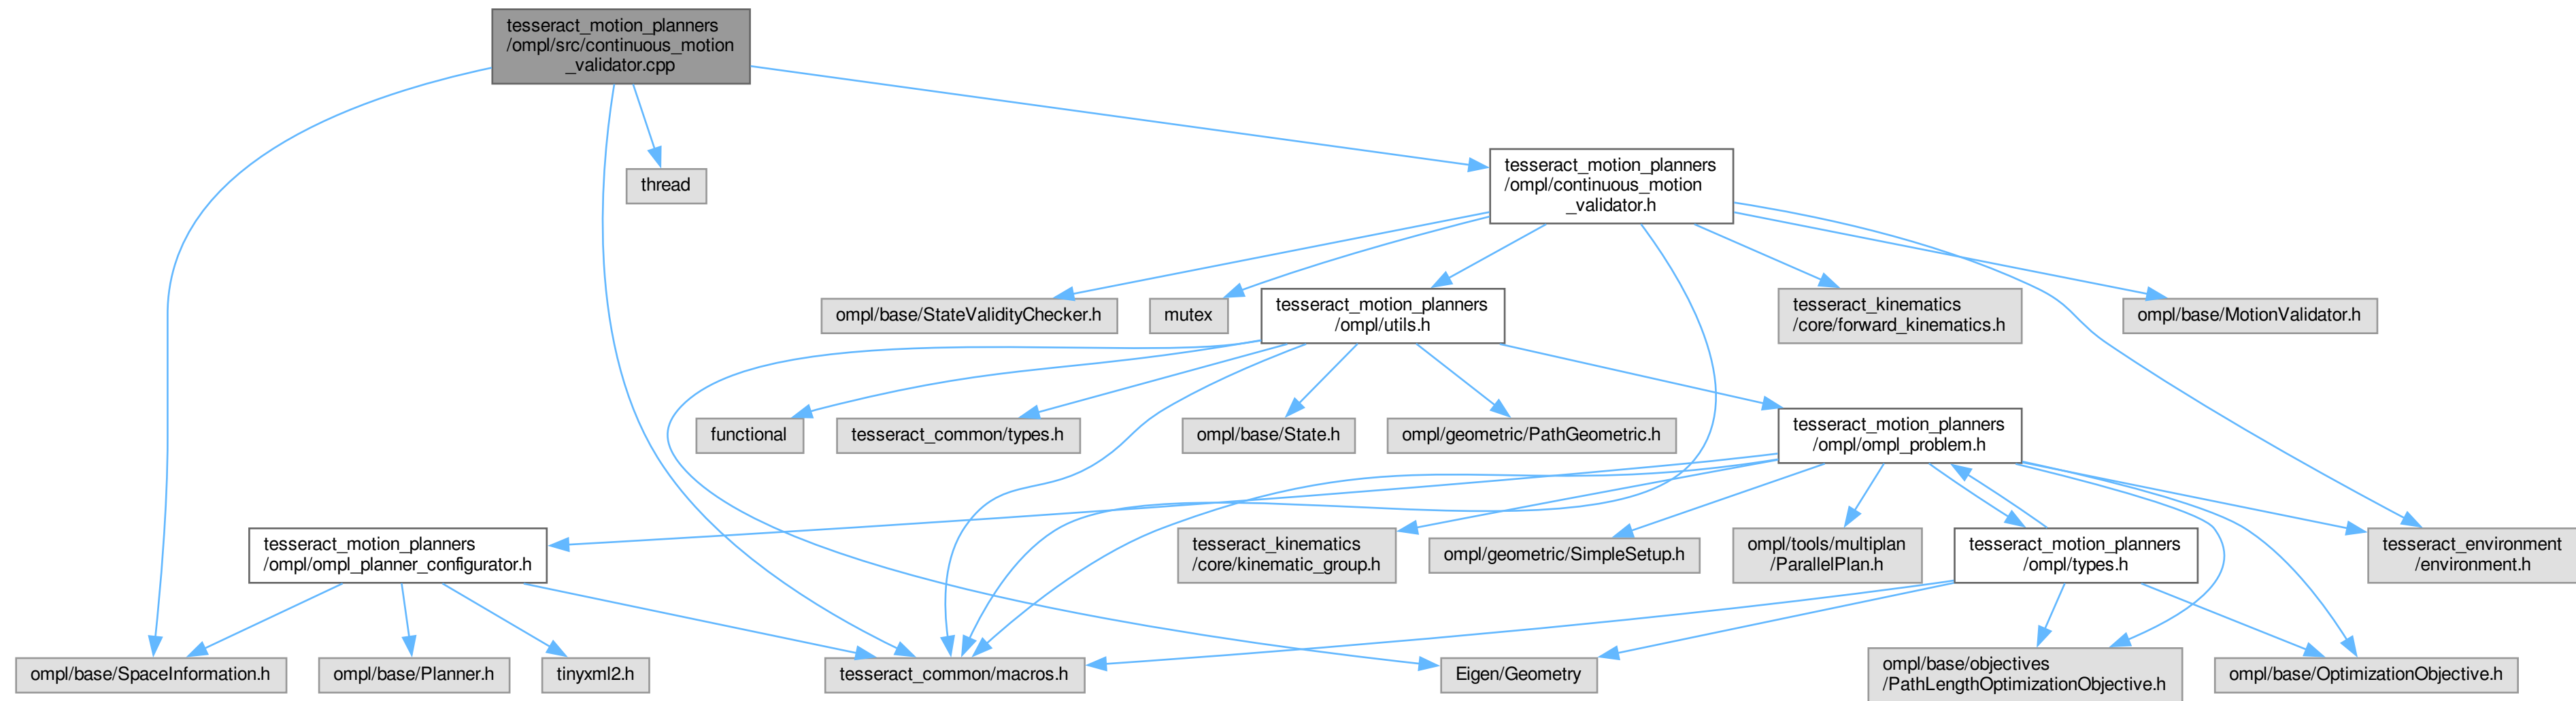 tesseract_motion_planners
/ompl/src/continuous_motion
_validator.cpp
thread
tesseract_motion_planners
/ompl/continuous_motion
_validator.h
ompl/base/StateValidityChecker.h
mutex
tesseract_motion_planners
/ompl/utils.h
tesseract_kinematics
/core/forward_kinematics.h
ompl/base/MotionValidator.h
functional
tesseract_common/types.h
ompl/base/State.h
ompl/geometric/PathGeometric.h
tesseract_motion_planners
/ompl/ompl_problem.h
tesseract_motion_planners
/ompl/ompl_planner_configurator.h
tesseract_kinematics
/core/kinematic_group.h
ompl/geometric/SimpleSetup.h
ompl/tools/multiplan
/ParallelPlan.h
tesseract_motion_planners
/ompl/types.h
tesseract_environment
/environment.h
ompl/base/SpaceInformation.h
ompl/base/Planner.h
tinyxml2.h
tesseract_common/macros.h
Eigen/Geometry
ompl/base/objectives
/PathLengthOptimizationObjective.h
ompl/base/OptimizationObjective.h